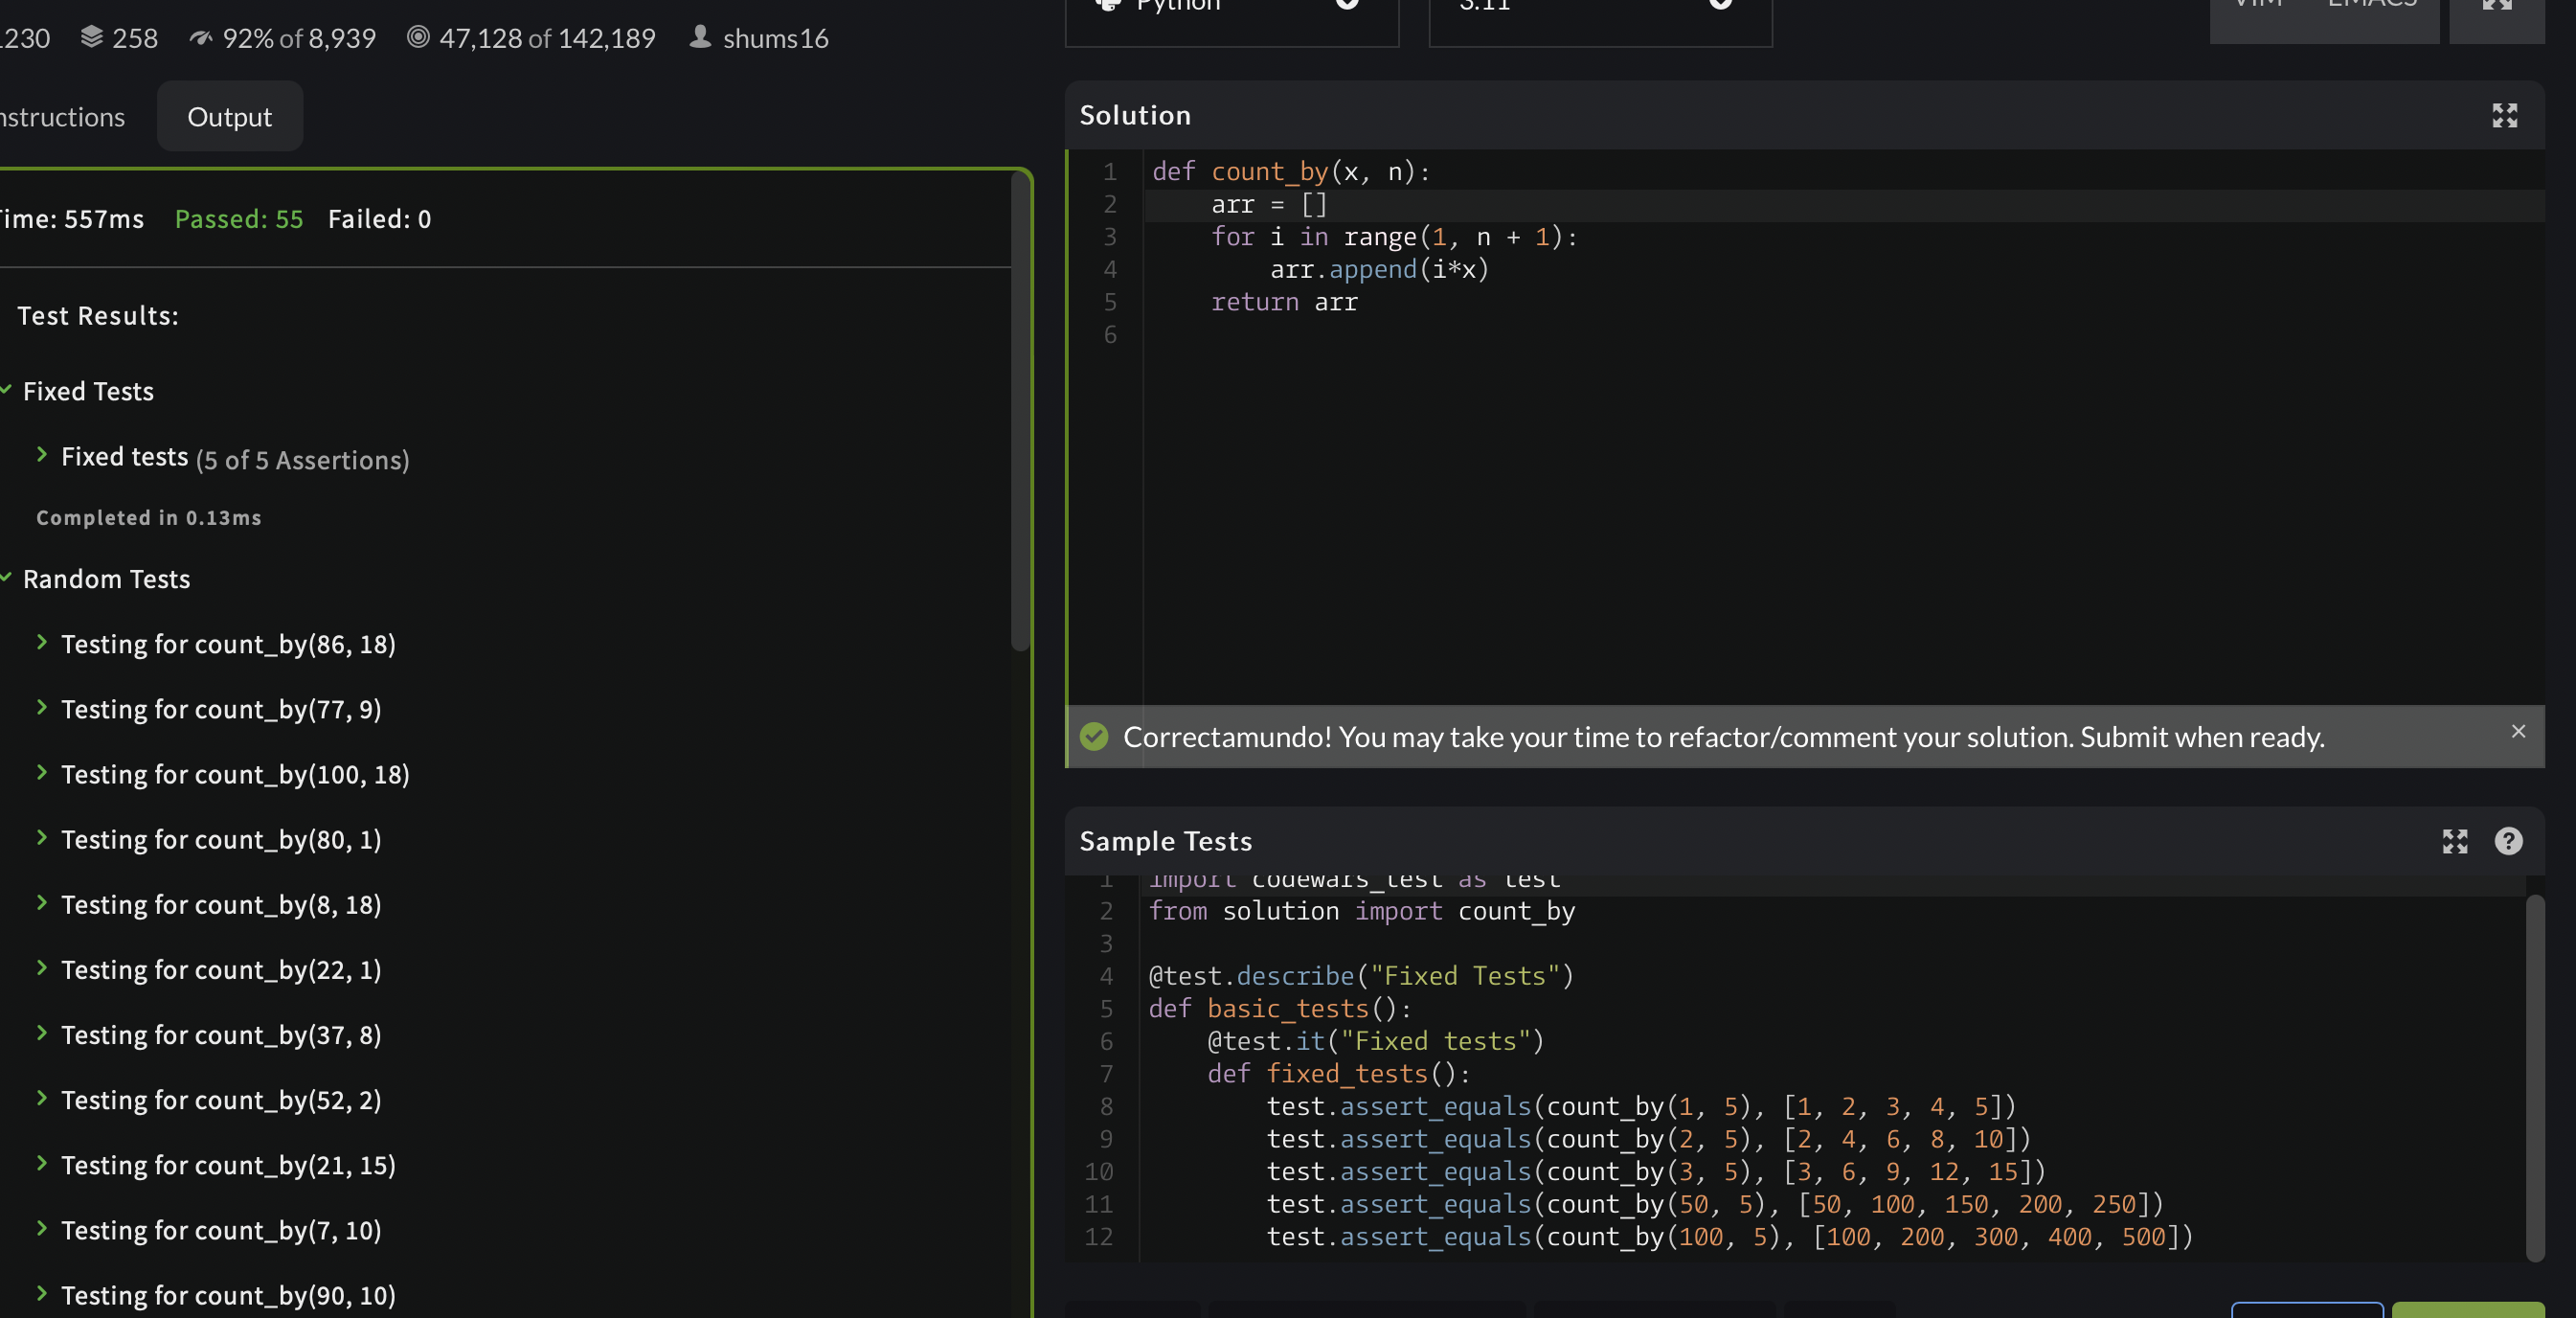 230 258 92% of 8,939 47,128 of 142,189 shums16
Python 3.11 VIM EMACS
nstructions Output
Time: 557ms Passed: 55 Failed: 0
Test Results:
Fixed Tests
Fixed tests (5 of 5 Assertions)
Completed in 0.13ms
Random Tests
Testing for count_by(86, 18)
Testing for count_by(77, 9)
Testing for count_by(100, 18)
Testing for count_by(80, 1)
Testing for count_by(8, 18)
Testing for count_by(22, 1)
Testing for count_by(37, 8)
Testing for count_by(52, 2)
Testing for count_by(21, 15)
Testing for count_by(7, 10)
Testing for count_by(90, 10)
Solution
1 def count_by(x, n):
2 arr = []
3 for i in range(1, n + 1):
4 arr.append(i*x)
5 return arr
6
Correctamundo! You may take your time to refactor/comment your solution. Submit when ready.
Sample Tests
1 import codewars_test as test
2 from solution import count_by
3
4 @test.describe("Fixed Tests")
5 def basic_tests():
6 @test.it("Fixed tests")
7 def fixed_tests():
8 test.assert_equals(count_by(1, 5), [1, 2, 3, 4, 5])
9 test.assert_equals(count_by(2, 5), [2, 4, 6, 8, 10])
10 test.assert_equals(count_by(3, 5), [3, 6, 9, 12, 15])
11 test.assert_equals(count_by(50, 5), [50, 100, 150, 200, 250])
12 test.assert_equals(count_by(100, 5), [100, 200, 300, 400, 500])